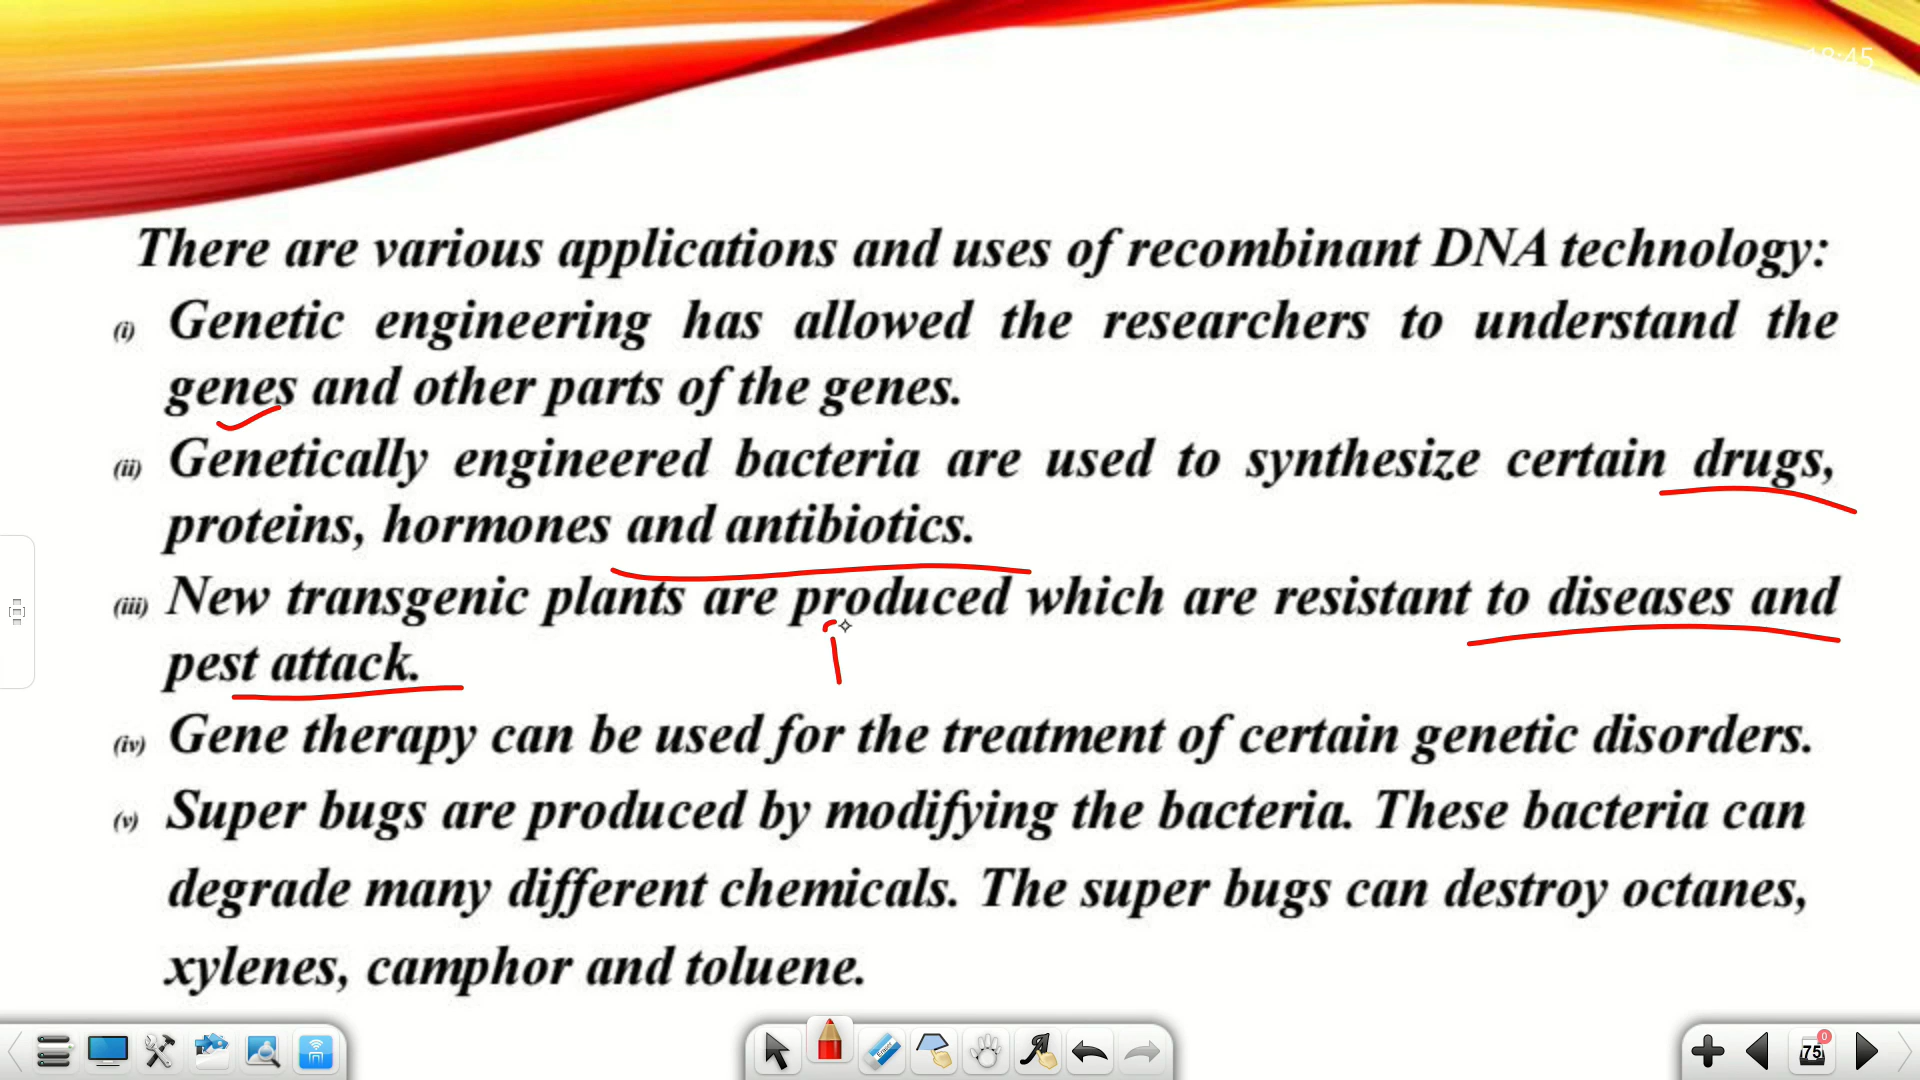 18:45
There are various applications and uses of recombinant DNA technology:
(i) Genetic engineering has allowed the researchers to understand the
genes and other parts of the genes.
(ii) Genetically engineered bacteria are used to synthesize certain drugs,
proteins, hormones and antibiotics.
(iii) New transgenic plants are produced which are resistant to diseases and
pest attack.
(iv) Gene therapy can be used for the treatment of certain genetic disorders.
(v) Super bugs are produced by modifying the bacteria. These bacteria can
degrade many different chemicals. The super bugs can destroy octanes,
xylenes, camphor and toluene.
75
0